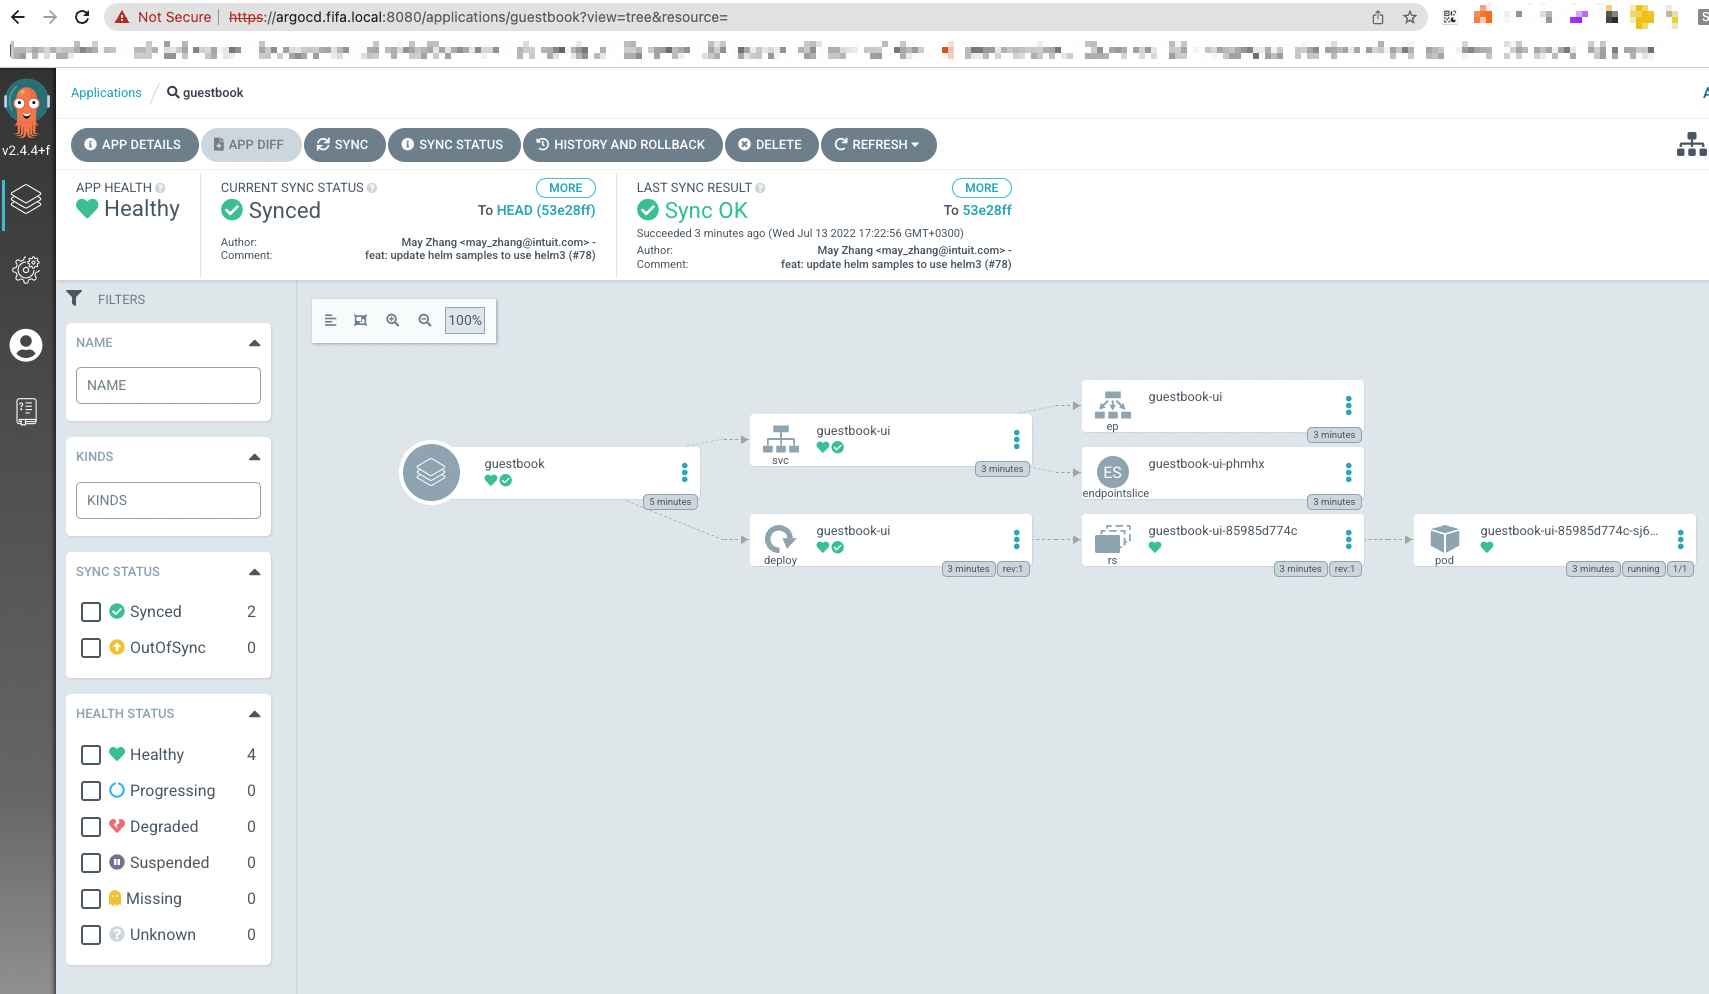 Not Secure https://argocd.fifa.local:8080/applications/guestbook?view=tree&resource=
Applications guestbook
v2.4.4+f
APP DETAILS APP DIFF SYNC SYNC STATUS HISTORY AND ROLLBACK DELETE REFRESH
APP HEALTH
Healthy
CURRENT SYNC STATUS MORE
Synced To HEAD (53e28ff)
Author: May Zhang <may_zhang@intuit.com> -
Comment: feat: update helm samples to use helm3 (#78)
LAST SYNC RESULT MORE
Sync OK To 53e28ff
Succeeded 3 minutes ago (Wed Jul 13 2022 17:22:56 GMT+0300)
Author: May Zhang <may_zhang@intuit.com> -
Comment: feat: update helm samples to use helm3 (#78)
FILTERS
NAME
NAME
KINDS
KINDS
SYNC STATUS
Synced 2
OutOfSync 0
HEALTH STATUS
Healthy 4
Progressing 0
Degraded 0
Suspended 0
Missing 0
Unknown 0
100%
guestbook
5 minutes
guestbook-ui
svc
3 minutes
guestbook-ui
deploy
3 minutes rev:1
guestbook-ui
ep
3 minutes
ES
guestbook-ui-phmhx
endpointslice
3 minutes
guestbook-ui-85985d774c
rs
3 minutes rev:1
guestbook-ui-85985d774c-sj6...
pod
3 minutes running 1/1